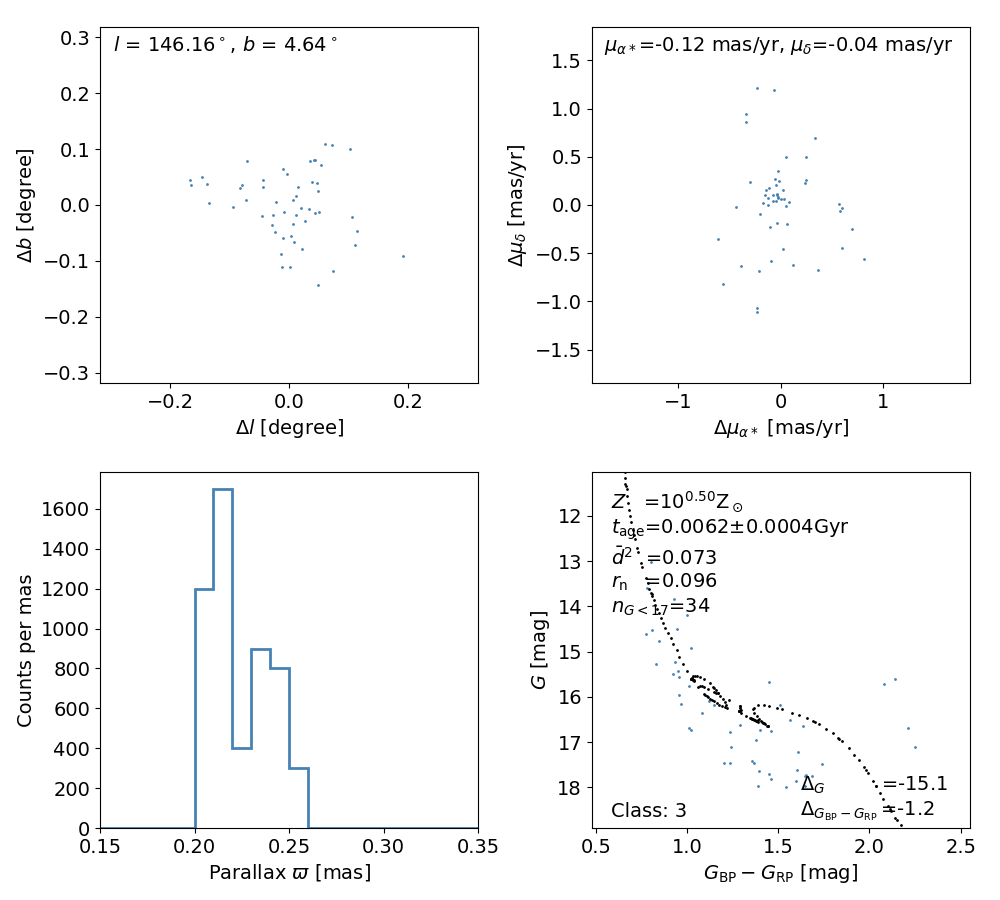 l = 146.16°, b = 4.64°
0.3
0.2
0.1
0.0
−0.1
−0.2
−0.3
Δb [degree]
−0.2
0.0
0.2
Δl [degree]
μα*=-0.12 mas/yr, μδ=-0.04 mas/yr
1.5
1.0
0.5
0.0
−0.5
−1.0
−1.5
Δμδ [mas/yr]
−1
0
1
Δμα* [mas/yr]
1600
1400
1200
1000
800
600
400
200
0
Counts per mas
0.15
0.20
0.25
0.30
0.35
Parallax ϖ [mas]
Z =10^0.50 Z⊙
t_age=0.0062±0.0004Gyr
d̄² =0.073
r_n =0.096
n_G<17=34
12
13
14
15
16
17
18
G [mag]
Δ_G =-15.1
Δ_GBP−GRP =-1.2
Class: 3
0.5
1.0
1.5
2.0
2.5
G_BP − G_RP [mag]